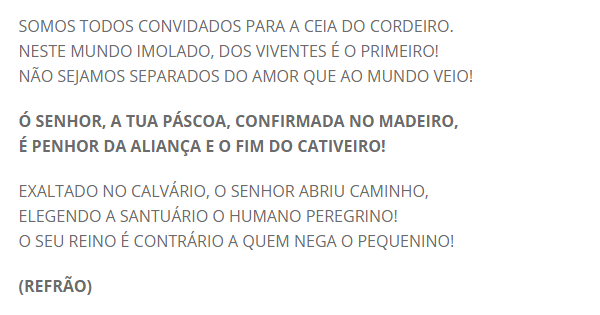 SOMOS TODOS CONVIDADOS PARA A CEIA DO CORDEIRO.
NESTE MUNDO IMOLADO, DOS VIVENTES É O PRIMEIRO!
NÃO SEJAMOS SEPARADOS DO AMOR QUE AO MUNDO VEIO!
Ó SENHOR, A TUA PÁSCOA, CONFIRMADA NO MADEIRO,
É PENHOR DA ALIANÇA E O FIM DO CATIVEIRO!
EXALTADO NO CALVÁRIO, O SENHOR ABRIU CAMINHO,
ELEGENDO A SANTUÁRIO O HUMANO PEREGRINO!
O SEU REINO É CONTRÁRIO A QUEM NEGA O PEQUENINO!
(REFRÃO)